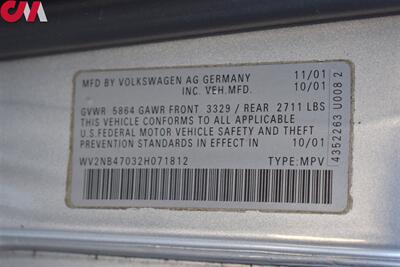 CMA
MFD BY VOLKSWAGEN AG GERMANY 11/01
INC. VEH.MFD. 10/01
GVWR 5864 GAWR FRONT 3329 / REAR 2711 LBS
THIS VEHICLE CONFORMS TO ALL APPLICABLE
U.S.FEDERAL MOTOR VEHICLE SAFETY AND THEFT
PREVENTION STANDARDS IN EFFECT IN 10/01
WV2NB47032H071812 TYPE:MPV
4352263 U008 2